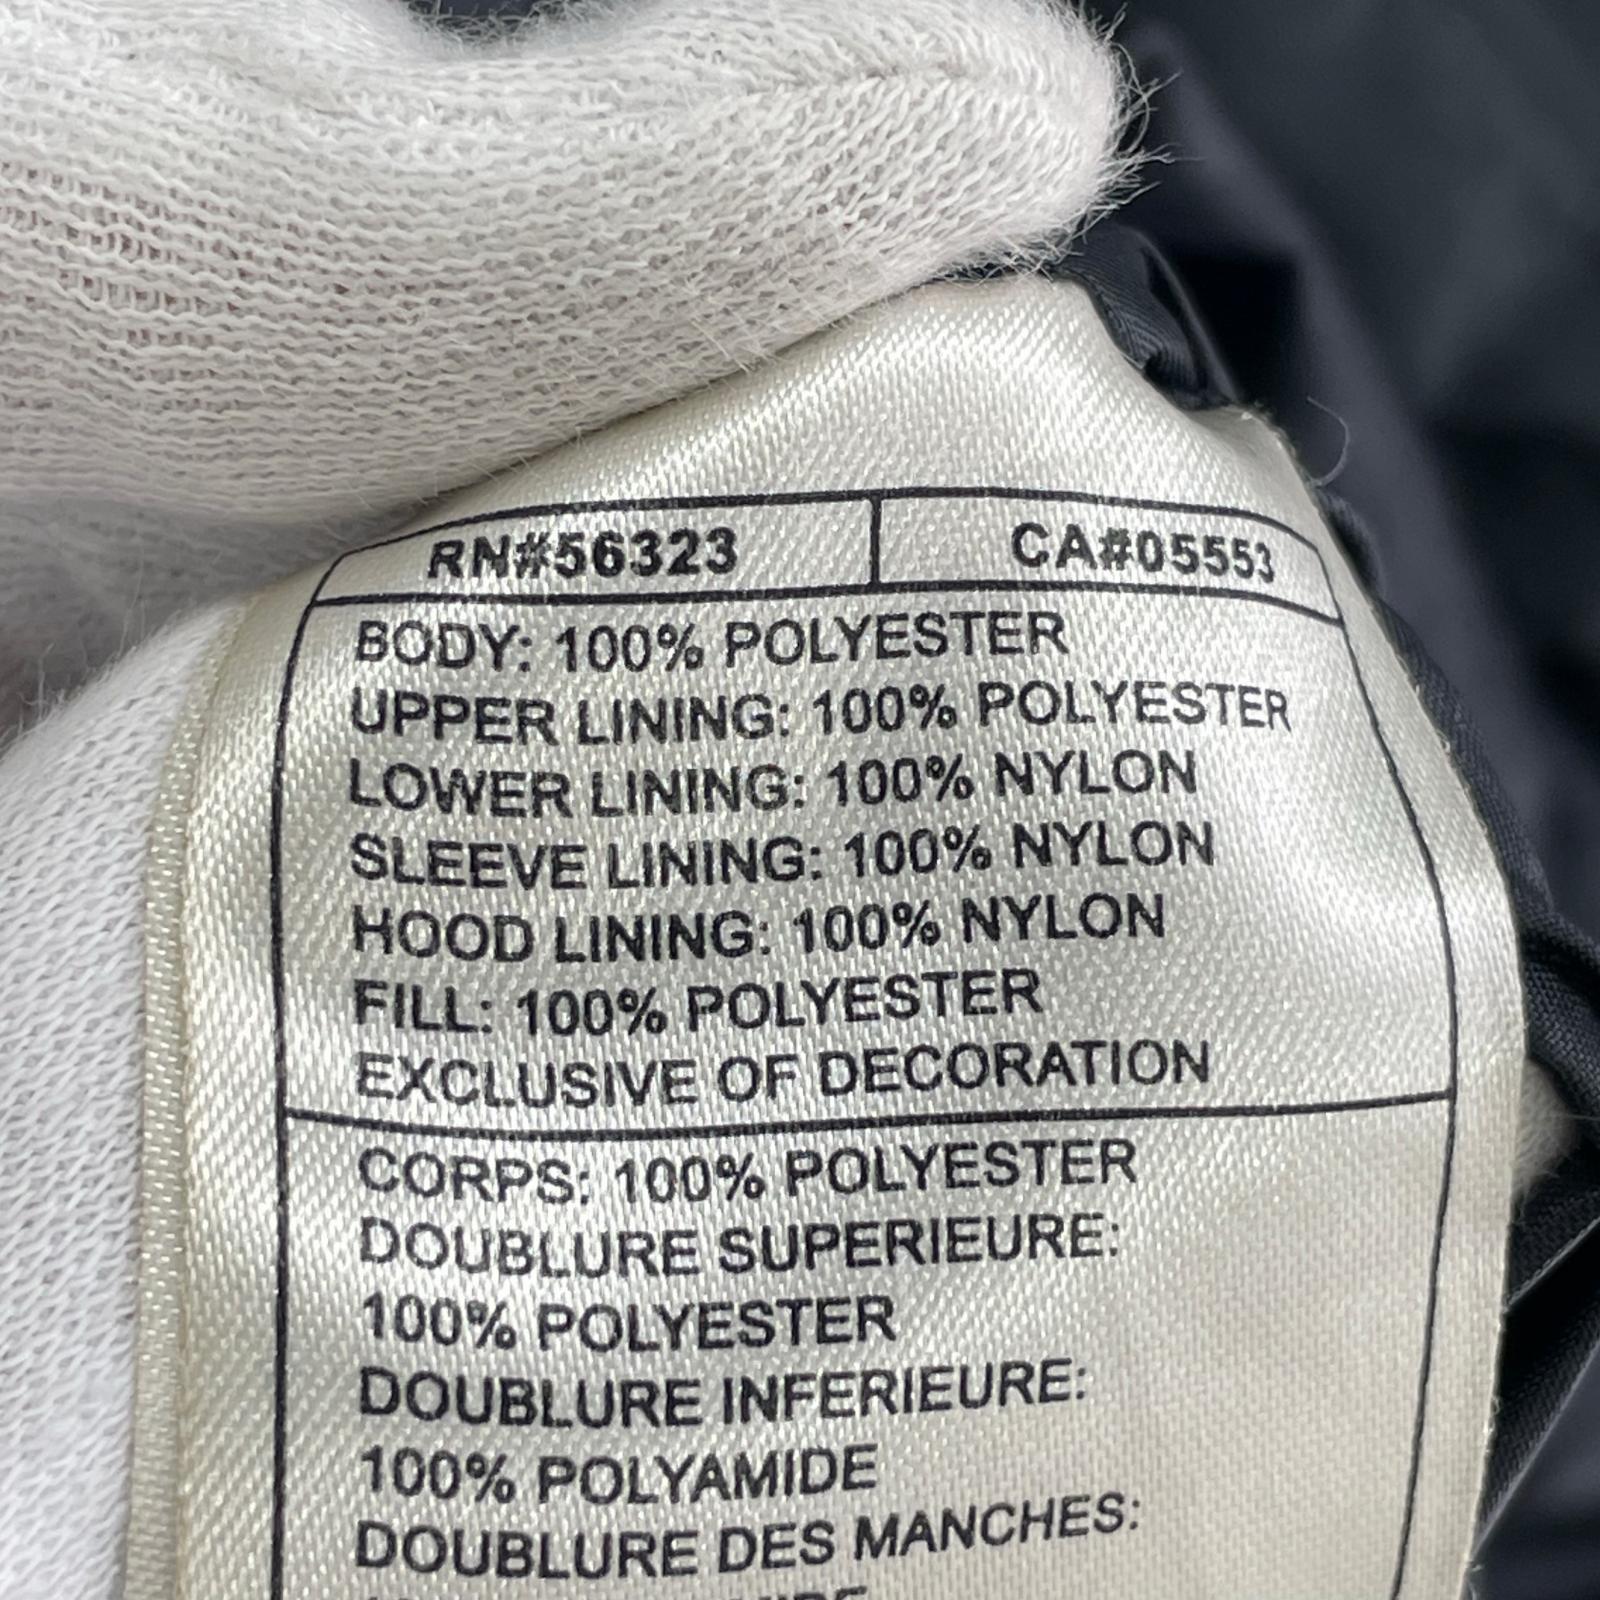 RN#56323 CA#05553
BODY: 100% POLYESTER
UPPER LINING: 100% POLYESTER
LOWER LINING: 100% NYLON
SLEEVE LINING: 100% NYLON
HOOD LINING: 100% NYLON
FILL: 100% POLYESTER
EXCLUSIVE OF DECORATION
CORPS: 100% POLYESTER
DOUBLURE SUPERIEURE:
100% POLYESTER
DOUBLURE INFERIEURE:
100% POLYAMIDE
DOUBLURE DES MANCHES: